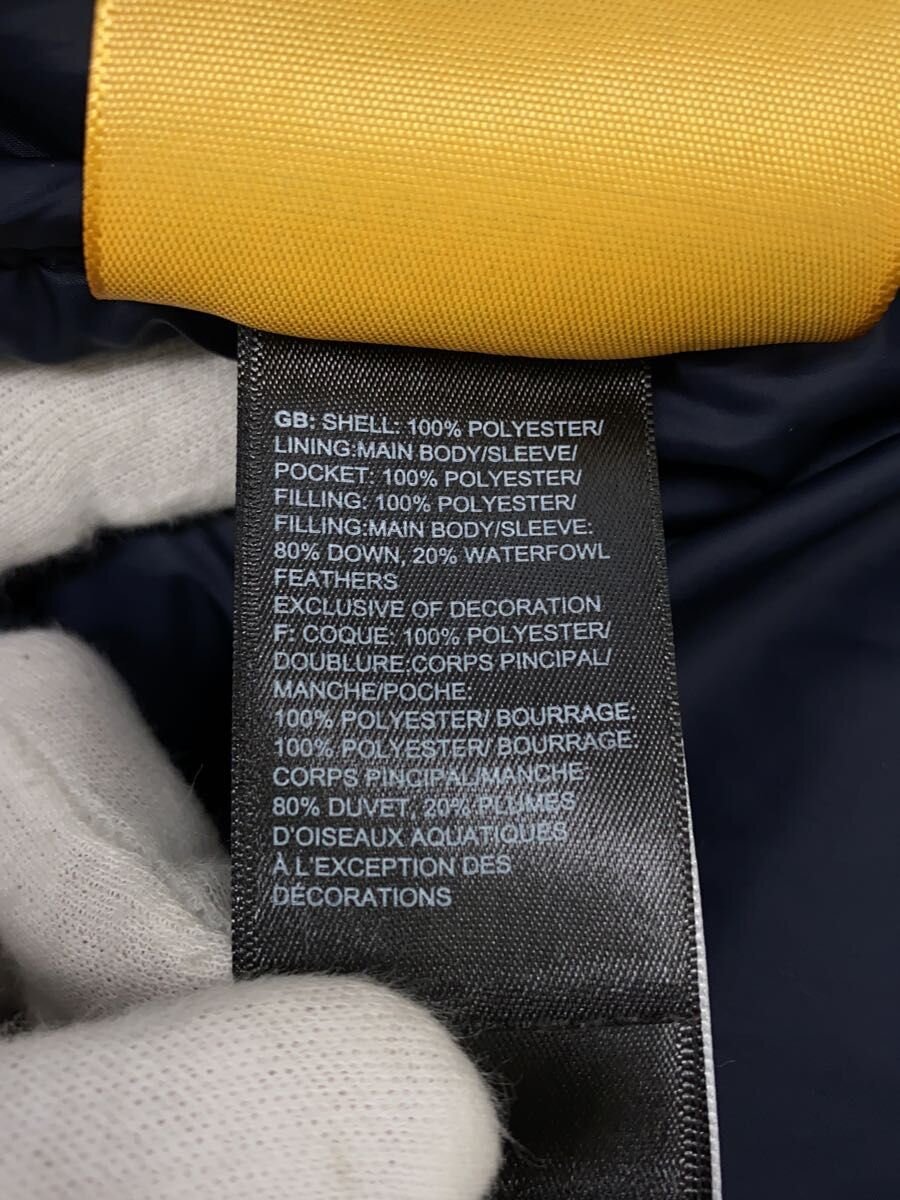 GB: SHELL: 100% POLYESTER/
LINING:MAIN BODY/SLEEVE/
POCKET: 100% POLYESTER/
FILLING: 100% POLYESTER/
FILLING:MAIN BODY/SLEEVE:
80% DOWN, 20% WATERFOWL
FEATHERS
EXCLUSIVE OF DECORATION
F: COQUE: 100% POLYESTER/
DOUBLURE:CORPS PINCIPAL/
MANCHE/POCHE:
100% POLYESTER/ BOURRAGE:
100% POLYESTER/ BOURRAGE:
CORPS PINCIPAL/MANCHE:
80% DUVET, 20% PLUMES
D'OISEAUX AQUATIQUES
À L'EXCEPTION DES
DÉCORATIONS